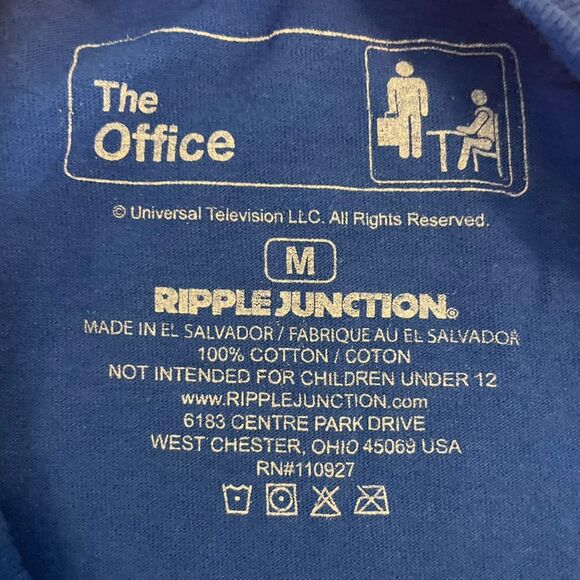 The
Office
© Universal Television LLC. All Rights Reserved.
M
RIPPLE JUNCTION®
MADE IN EL SALVADOR / FABRIQUE AU EL SALVADOR
100% COTTON / COTON
NOT INTENDED FOR CHILDREN UNDER 12
www.RIPPLEJUNCTION.com
6183 CENTRE PARK DRIVE
WEST CHESTER, OHIO 45069 USA
RN#110927